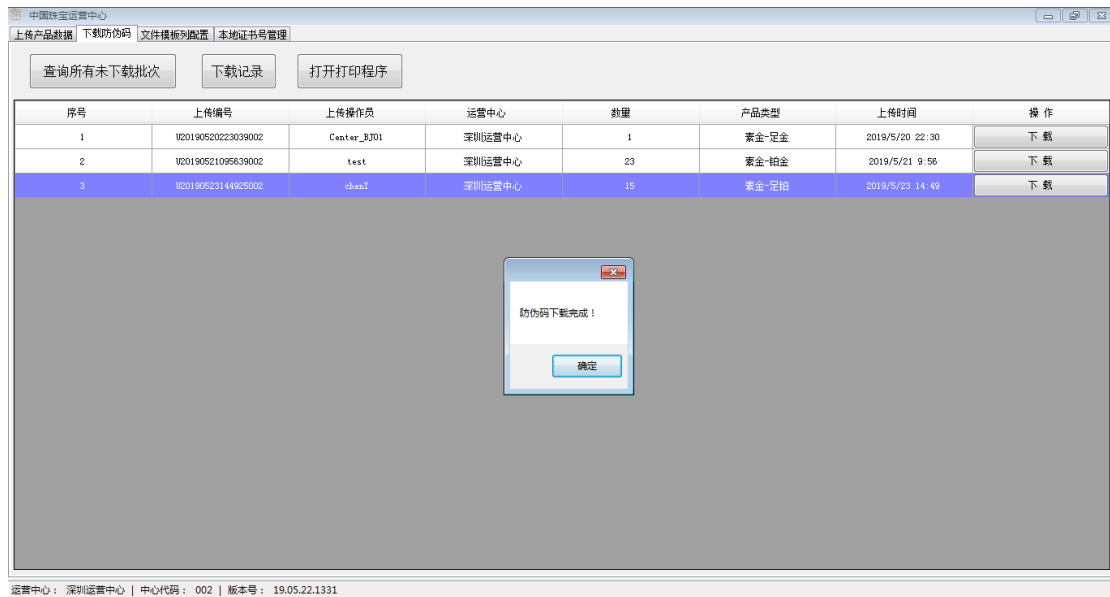 中国珠宝运营中心
上传产品数据 下载防伪码 文件模板列配置 本地证书号管理
查询所有未下载批次 下载记录 打开打印程序
序号 上传编号 上传操作员 运营中心 数量 产品类型 上传时间 操 作
1 U20190520223039002 Center_BJ01 深圳运营中心 1 素金-足金 2019/5/20 22:30 下 载
2 U20190521095639002 test 深圳运营中心 23 素金-铂金 2019/5/21 9:56 下 载
3 U20190523144925002 chenY 深圳运营中心 15 素金-足铂 2019/5/23 14:49 下 载
防伪码下载完成！
确定
运营中心： 深圳运营中心 | 中心代码： 002 | 版本号： 19.05.22.1331